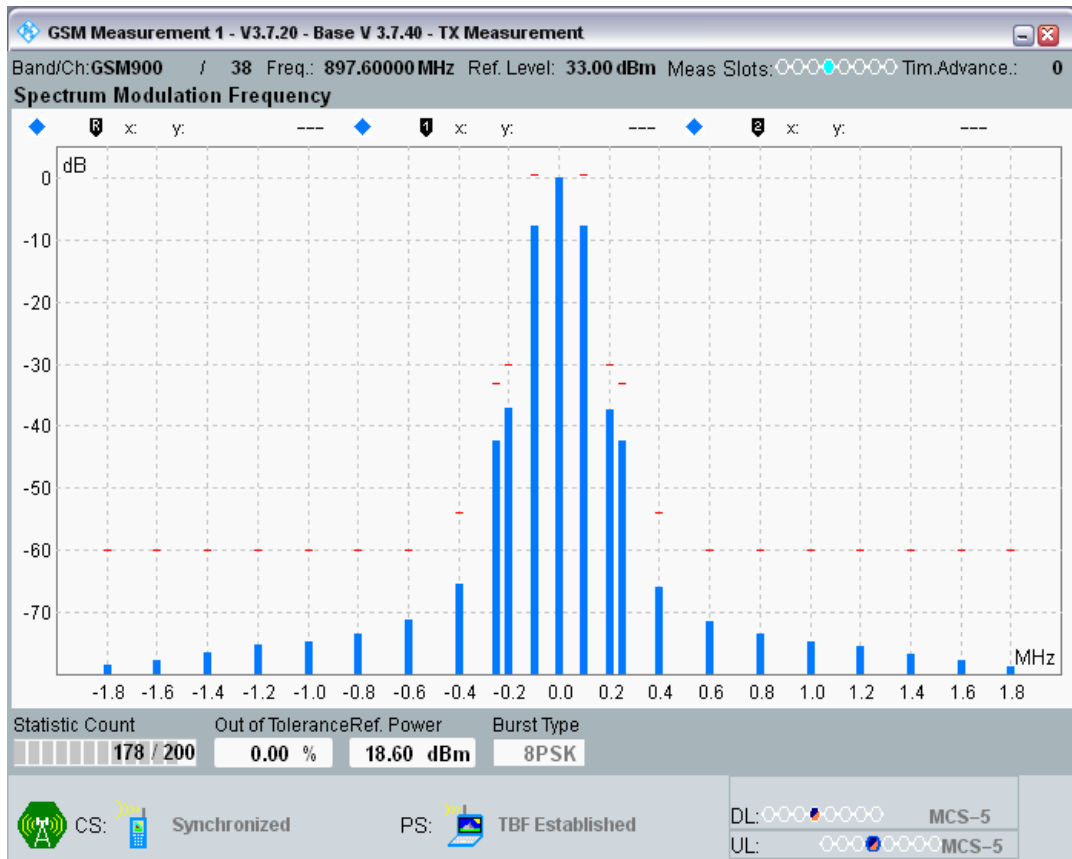 GSM Measurement 1 - V3.7.20 - Base V 3.7.40 - TX Measurement
Band/Ch:GSM900 / 38 Freq.: 897.60000 MHz Ref. Level: 33.00 dBm Meas Slots: Tim.Advance.: 0
Spectrum Modulation Frequency
R x: y: --- 1 x: y: --- 2 x: y: ---
dB
0
-10
-20
-30
-40
-50
-60
-70
MHz
-1.8 -1.6 -1.4 -1.2 -1.0 -0.8 -0.6 -0.4 -0.2 0.0 0.2 0.4 0.6 0.8 1.0 1.2 1.4 1.6 1.8
Statistic Count Out of Tolerance Ref. Power Burst Type
178 / 200 0.00 % 18.60 dBm 8PSK
CS: Synchronized PS: TBF Established DL: MCS-5
UL: MCS-5